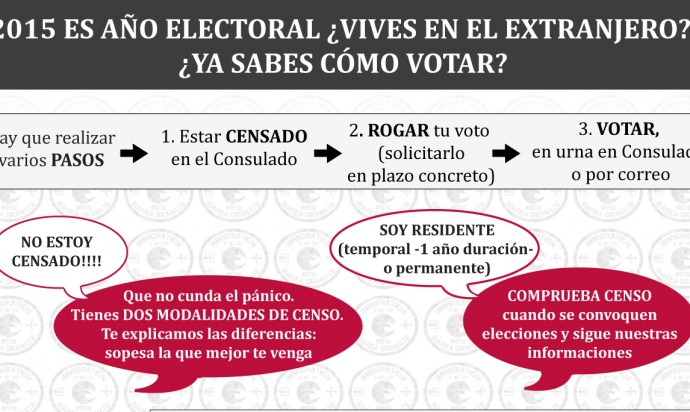 2015 ES AÑO ELECTORAL ¿VIVES EN EL EXTRANJERO?
¿YA SABES CÓMO VOTAR?
ay que realizar
varios PASOS
1. Estar CENSADO
en el Consulado
2. ROGAR tu voto
(solicitarlo
en plazo concreto)
3. VOTAR,
en urna en Consulad
o por correo
NO ESTOY
CENSADO!!!!
Que no cunda el pánico.
Tienes DOS MODALIDADES DE CENSO.
Te explicamos las diferencias:
sopesa la que mejor te venga
SOY RESIDENTE
(temporal -1 año duración-
o permanente)
COMPRUEBA CENSO
cuando se convoquen
elecciones y sigue nuestras
informaciones